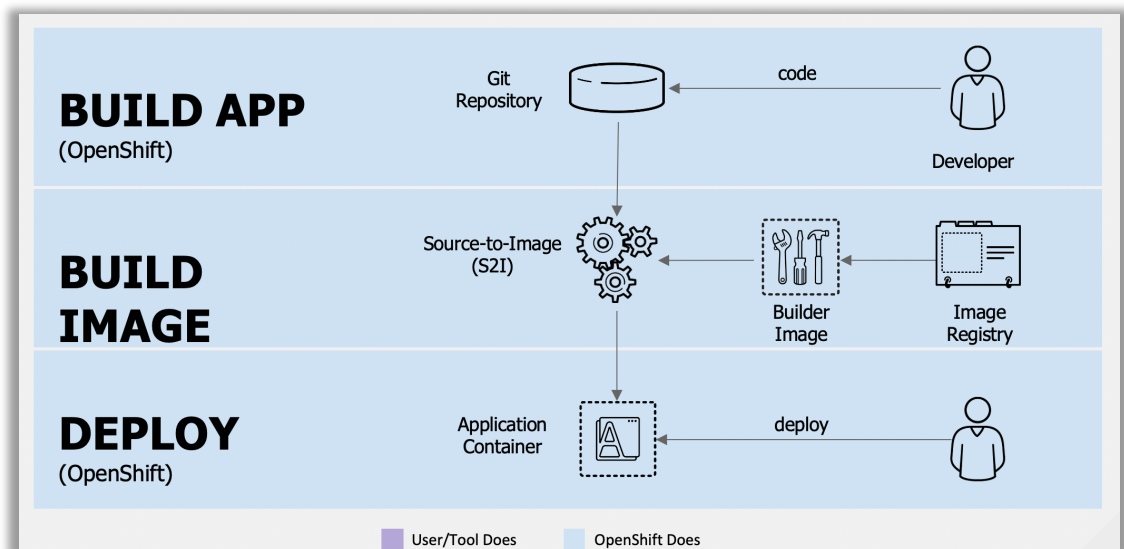 BUILD APP
(OpenShift)
Git
Repository
code
Developer
BUILD
IMAGE
Source-to-Image
(S2I)
Builder
Image
Image
Registry
DEPLOY
(OpenShift)
Application
Container
A
deploy
User/Tool Does
OpenShift Does